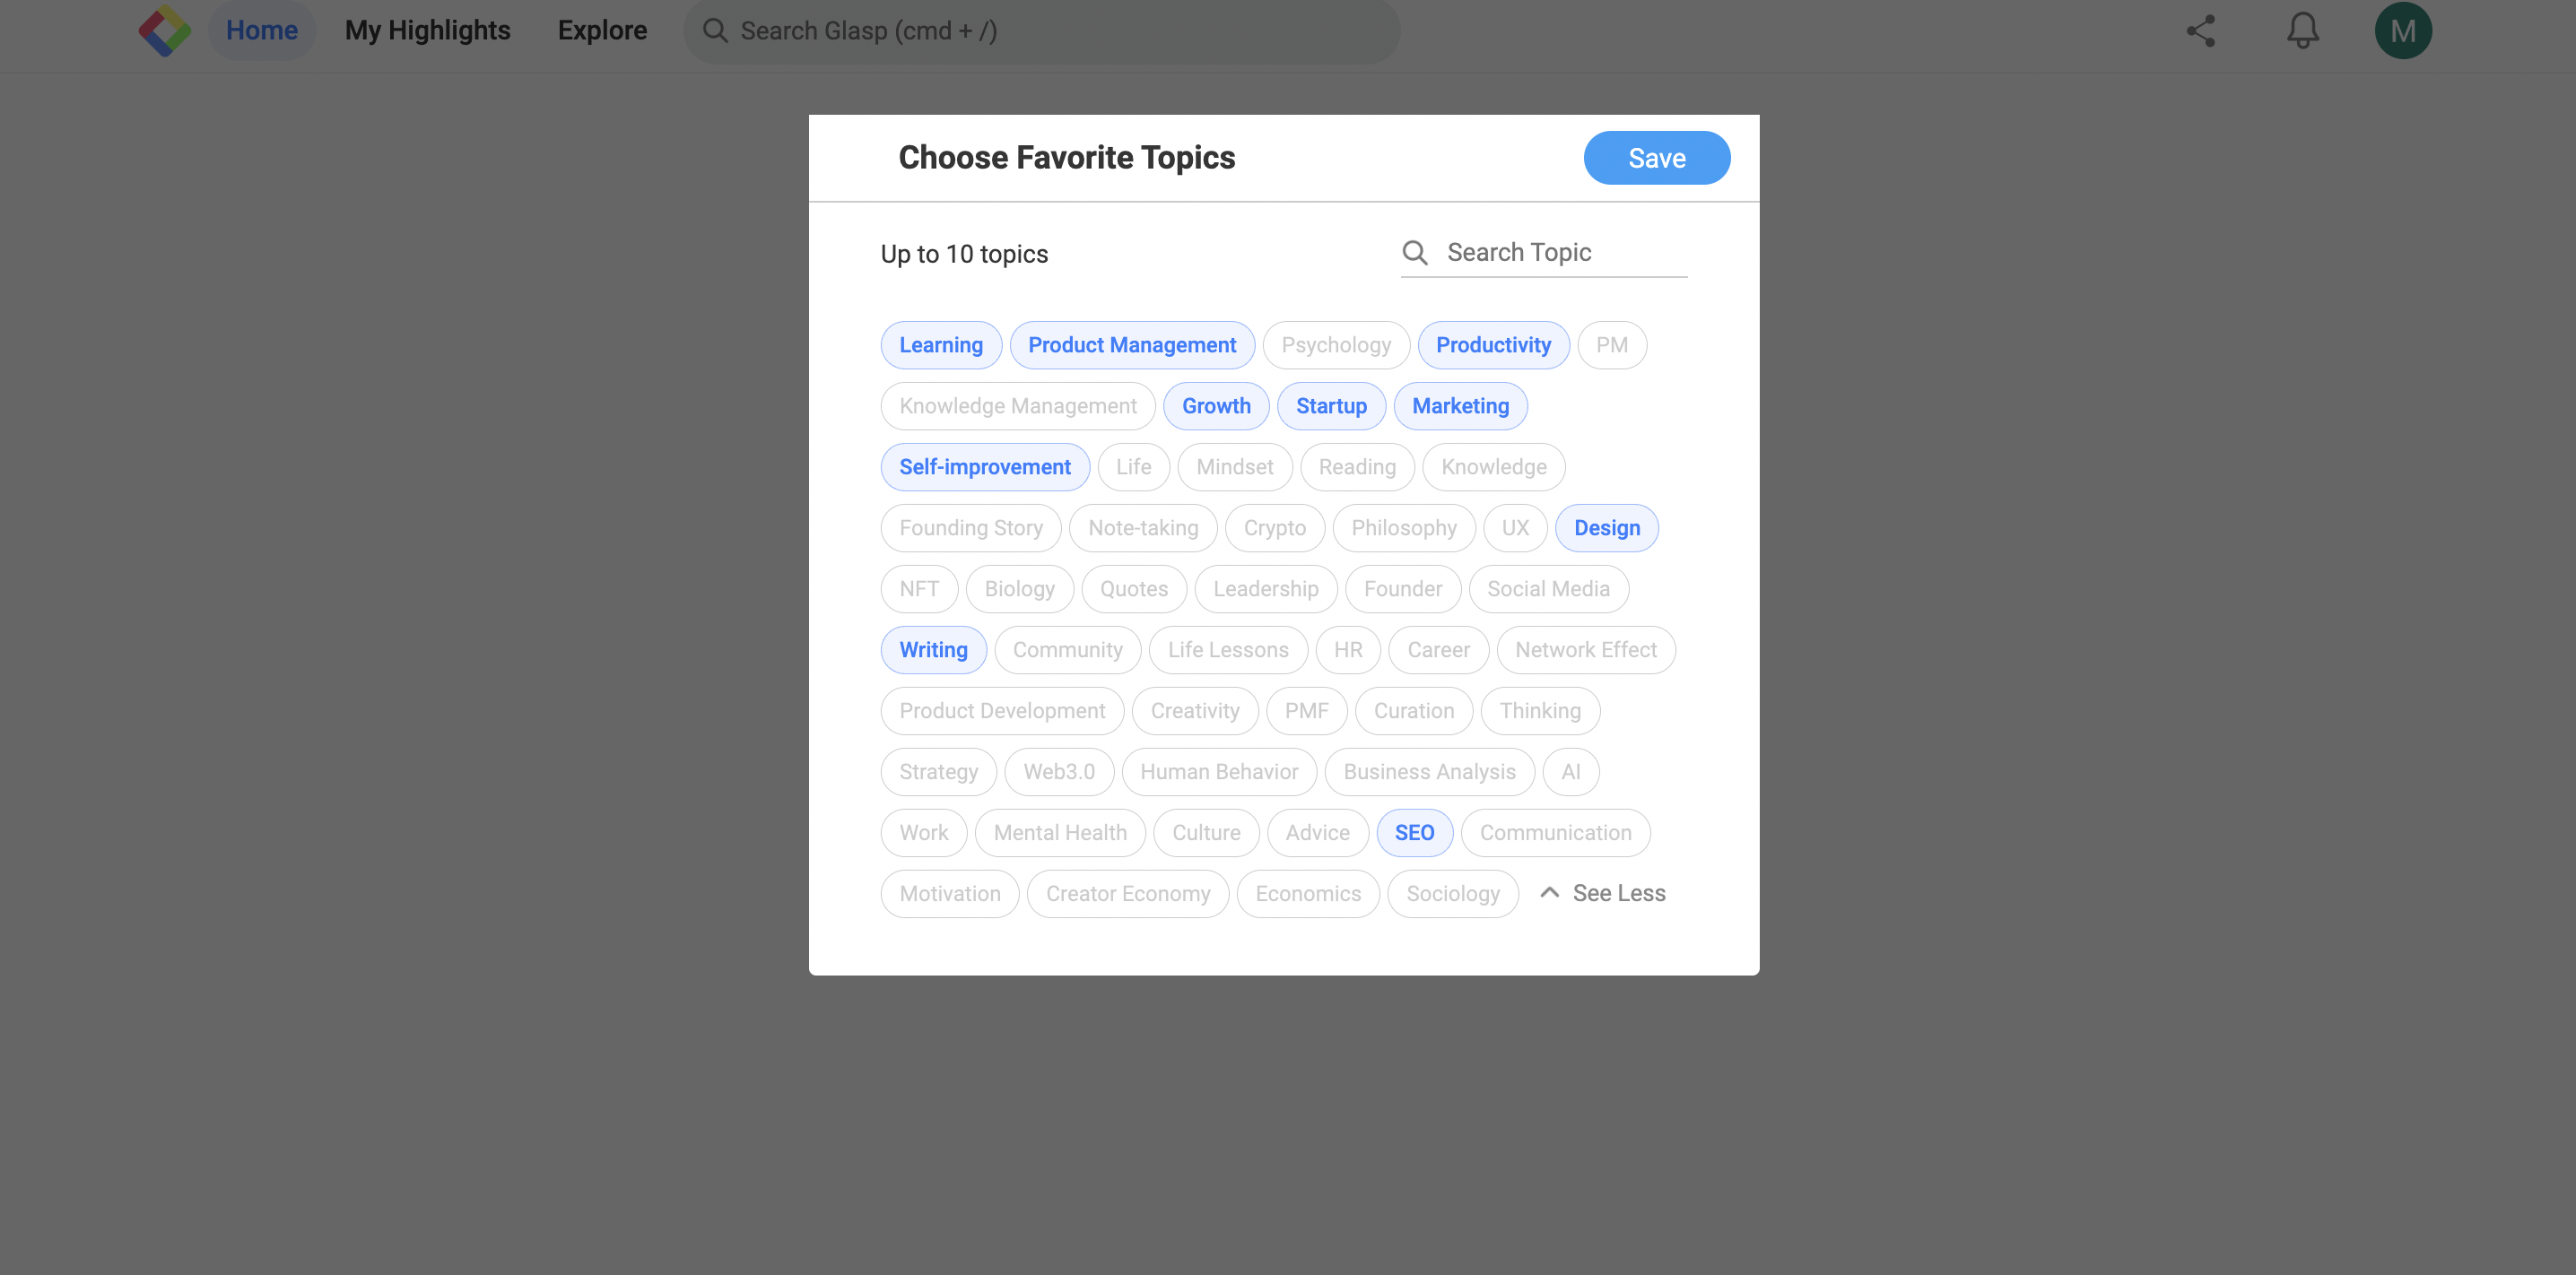 Home My Highlights Explore Search Glasp (cmd + /) M
Choose Favorite Topics Save
Up to 10 topics Search Topic
Learning Product Management Psychology Productivity PM
Knowledge Management Growth Startup Marketing
Self-improvement Life Mindset Reading Knowledge
Founding Story Note-taking Crypto Philosophy UX Design
NFT Biology Quotes Leadership Founder Social Media
Writing Community Life Lessons HR Career Network Effect
Product Development Creativity PMF Curation Thinking
Strategy Web3.0 Human Behavior Business Analysis AI
Work Mental Health Culture Advice SEO Communication
Motivation Creator Economy Economics Sociology See Less